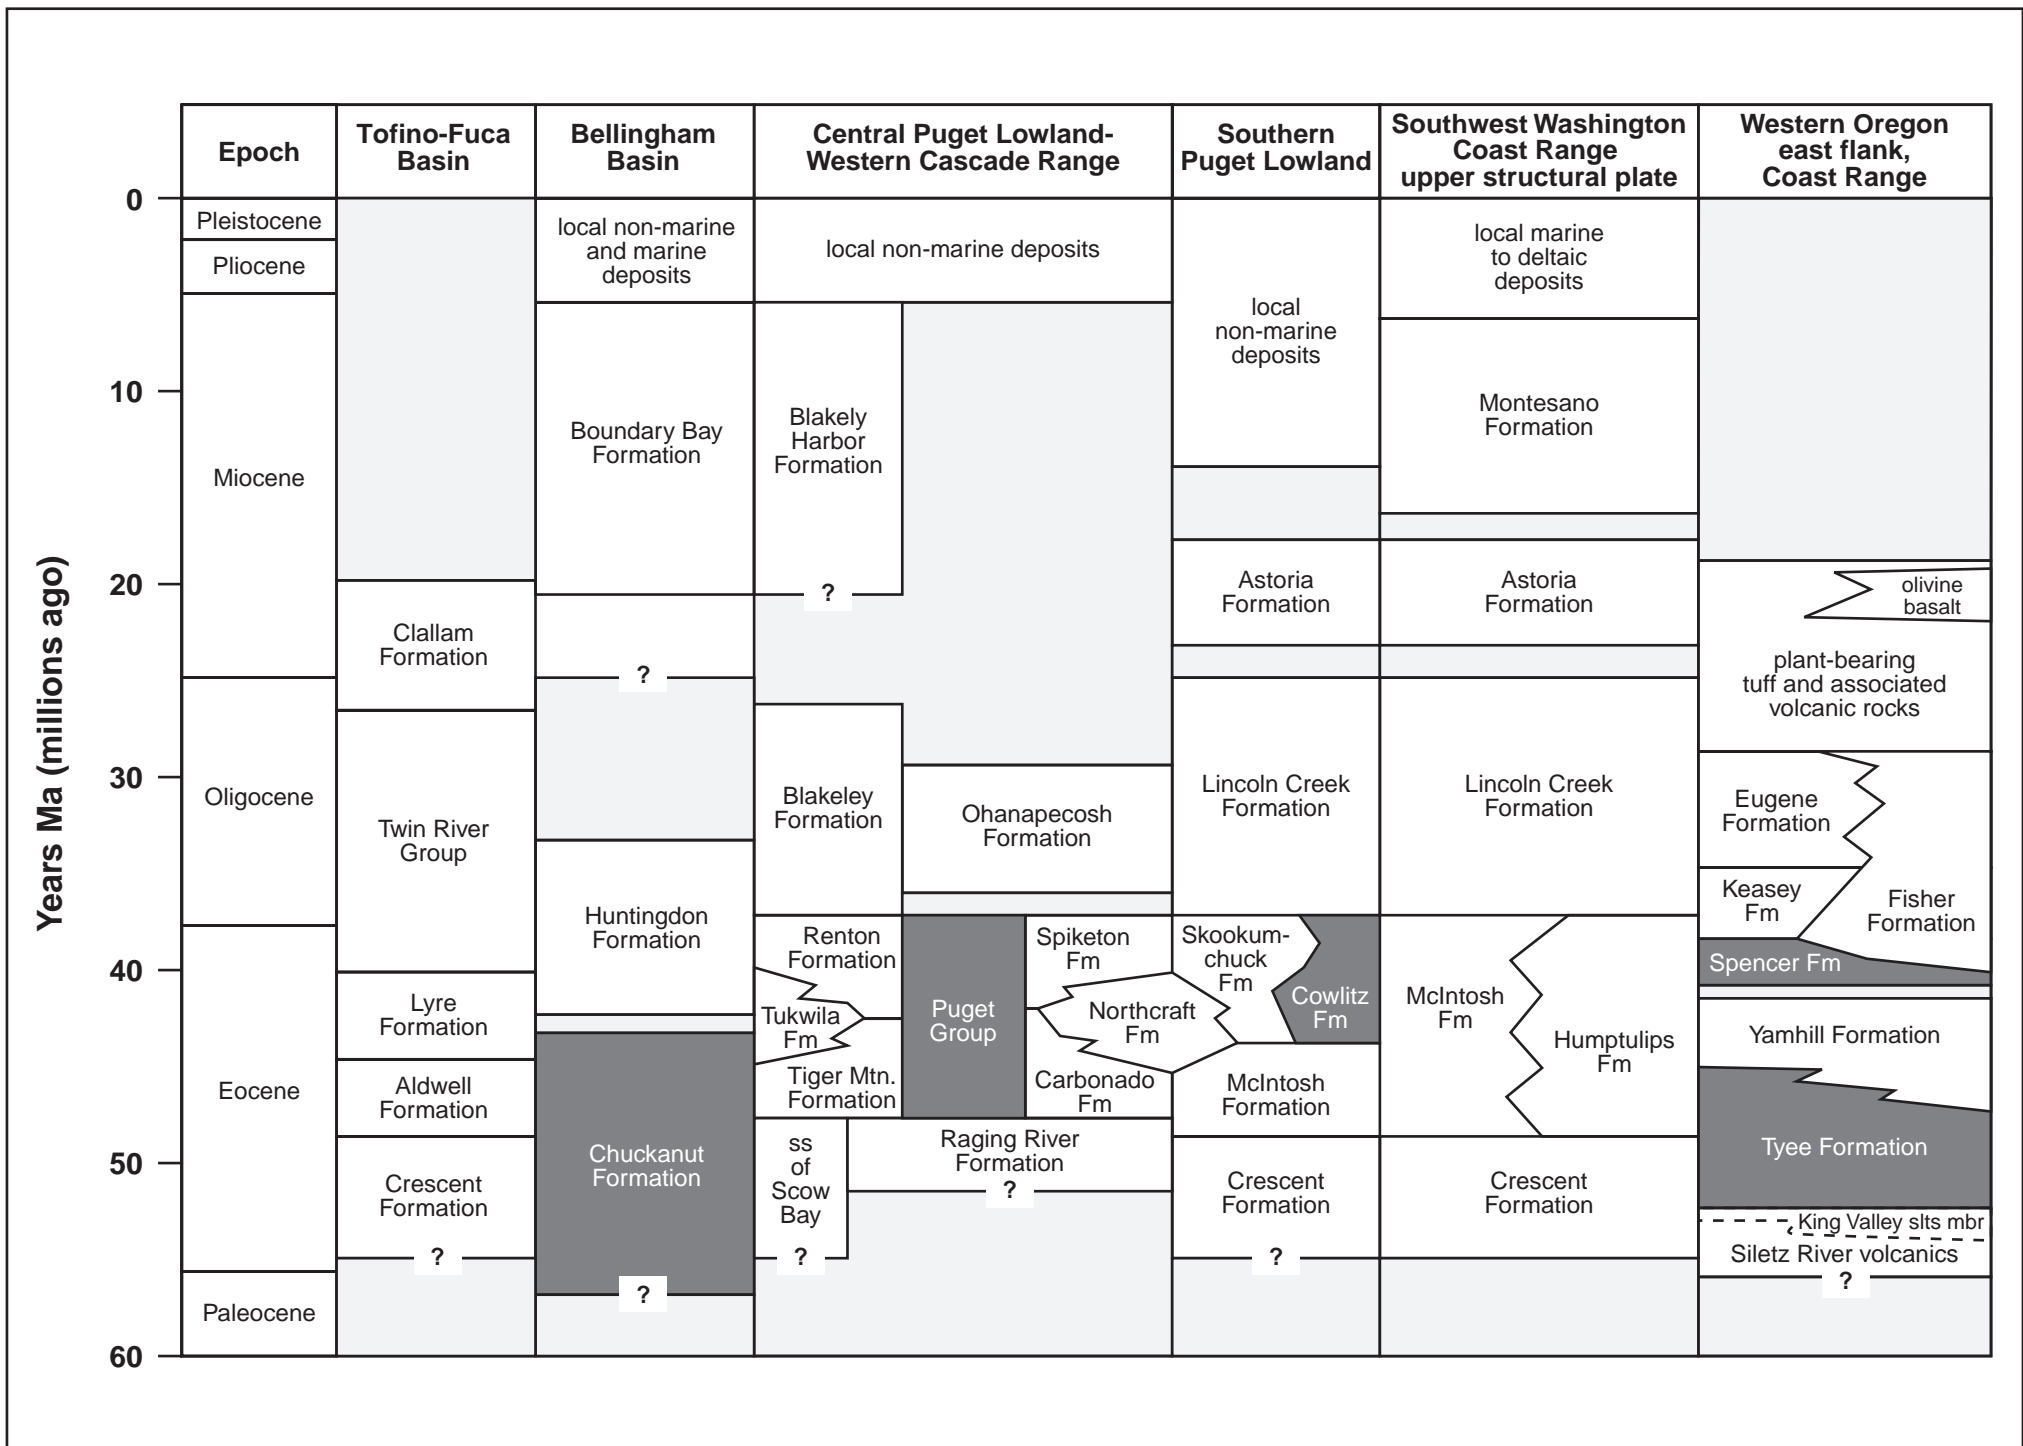 Epoch
Tofino-Fuca
Basin
Bellingham
Basin
Central Puget Lowland-
Western Cascade Range
Southern
Puget Lowland
Southwest Washington
Coast Range
upper structural plate
Western Oregon
east flank,
Coast Range
Years Ma (millions ago)
0
10
20
30
40
50
60
Pleistocene
Pliocene
Miocene
Oligocene
Eocene
Paleocene
Clallam
Formation
Twin River
Group
Lyre
Formation
Aldwell
Formation
Crescent
Formation
?
local non-marine
and marine
deposits
Boundary Bay
Formation
?
Huntingdon
Formation
Chuckanut
Formation
?
local non-marine deposits
Blakely
Harbor
Formation
?
Blakeley
Formation
Ohanapecosh
Formation
Renton
Formation
Tukwila
Fm
Tiger Mtn.
Formation
Puget
Group
Spiketon
Fm
Northcraft
Fm
Carbonado
Fm
ss
of
Scow
Bay
?
Raging River
Formation
?
local
non-marine
deposits
Astoria
Formation
Lincoln Creek
Formation
Skookum-
chuck
Fm
Cowlitz
Fm
McIntosh
Formation
Crescent
Formation
?
local marine
to deltaic
deposits
Montesano
Formation
Astoria
Formation
Lincoln Creek
Formation
McIntosh
Fm
Humptulips
Fm
Crescent
Formation
olivine
basalt
plant-bearing
tuff and associated
volcanic rocks
Eugene
Formation
Keasey
Fm
Fisher
Formation
Spencer Fm
Yamhill Formation
Tyee Formation
King Valley slts mbr
Siletz River volcanics
?